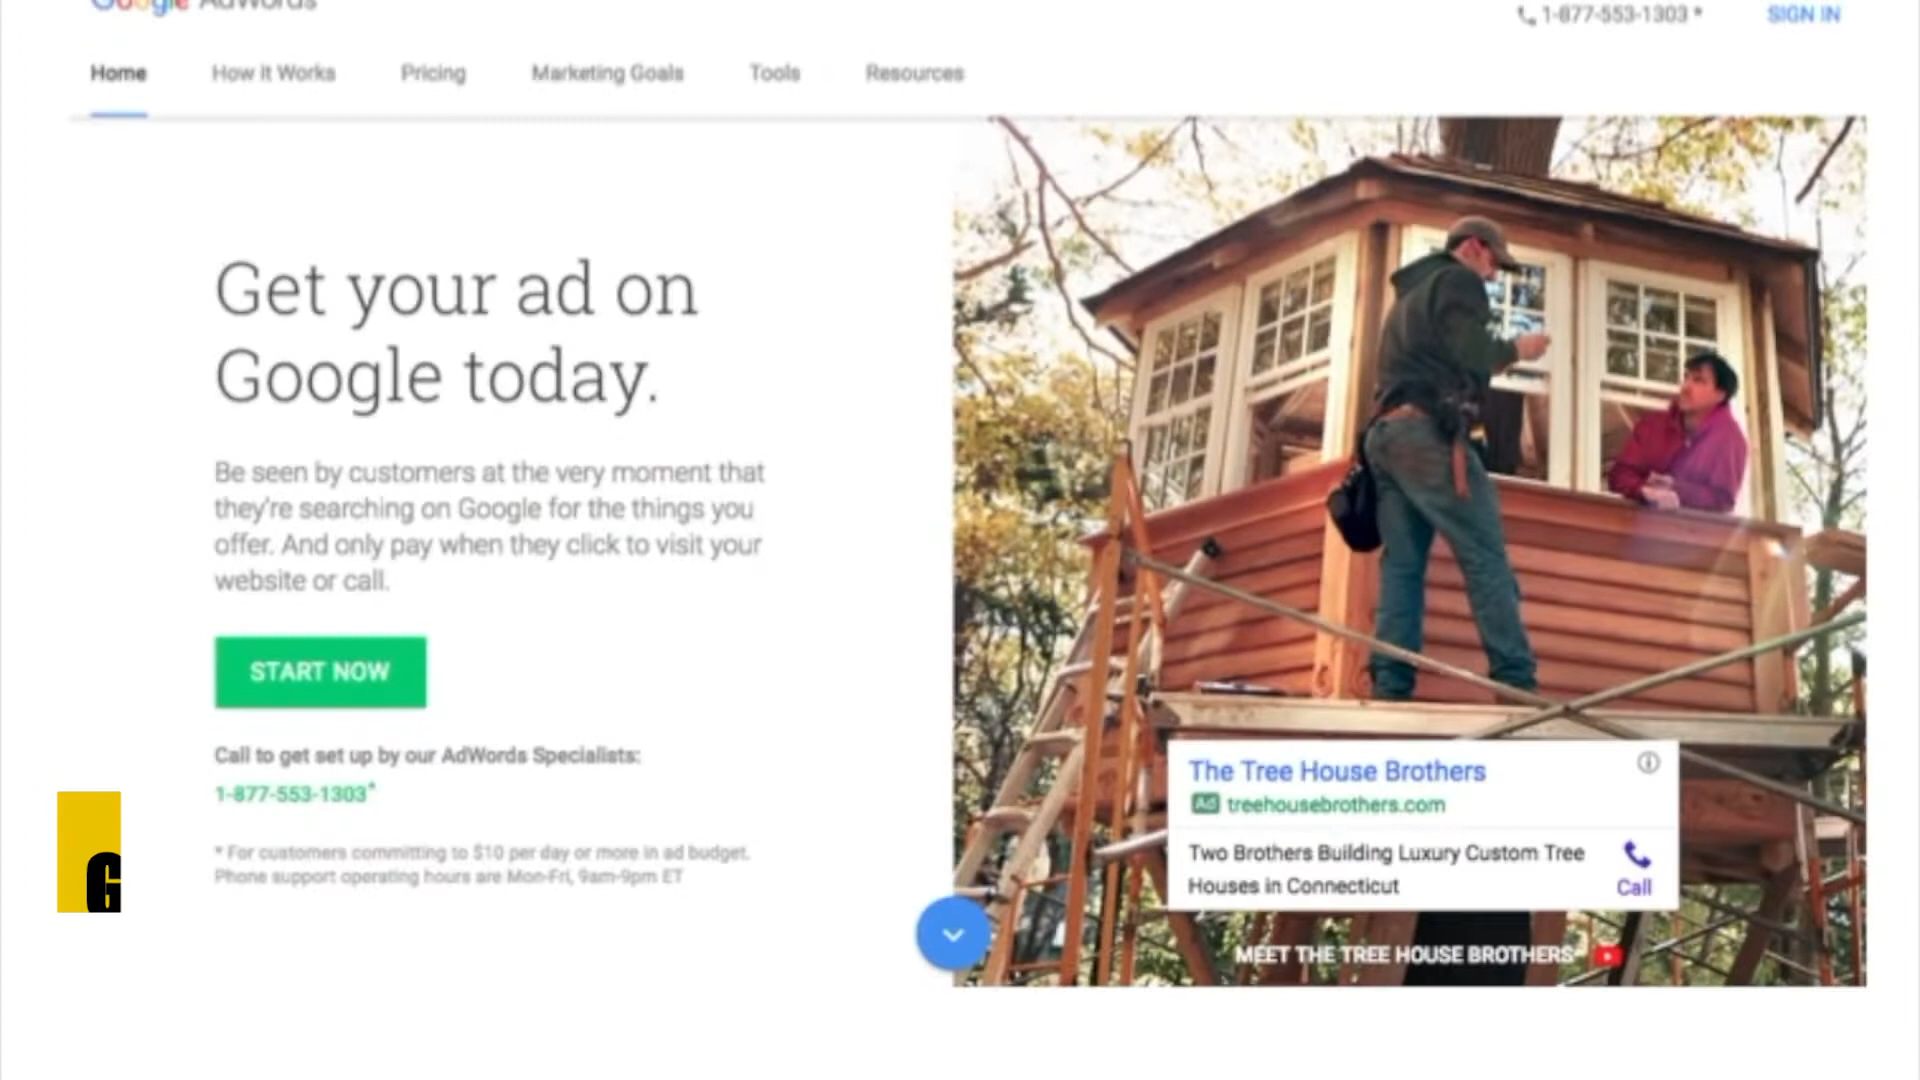 Google AdWords
1-877-553-1303 *
SIGN IN
Home
How it Works
Pricing
Marketing Goals
Tools
Resources
Get your ad on
Google today.
Be seen by customers at the very moment that
they're searching on Google for the things you
offer. And only pay when they click to visit your
website or call.
START NOW
Call to get set up by our AdWords Specialists:
1-877-553-1303*
* For customers committing to $10 per day or more in ad budget.
Phone support operating hours are Mon-Fri, 9am-9pm ET
G
The Tree House Brothers
Ad treehousebrothers.com
Two Brothers Building Luxury Custom Tree
Houses in Connecticut
Call
MEET THE TREE HOUSE BROTHERS